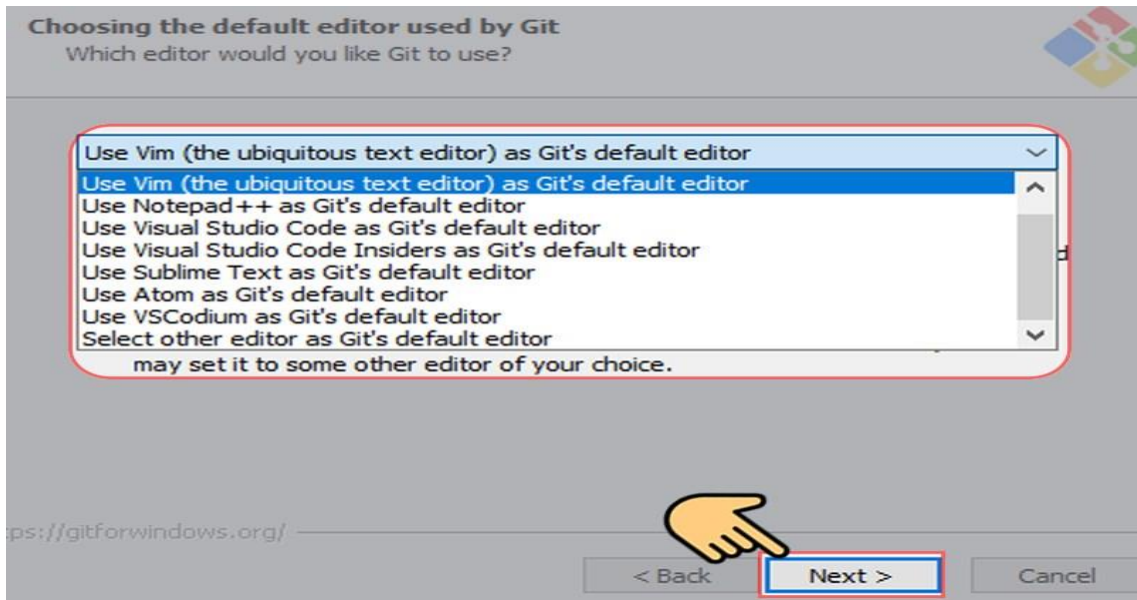 Choosing the default editor used by Git
Which editor would you like Git to use?
Use Vim (the ubiquitous text editor) as Git's default editor
Use Vim (the ubiquitous text editor) as Git's default editor
Use Notepad++ as Git's default editor
Use Visual Studio Code as Git's default editor
Use Visual Studio Code Insiders as Git's default editor
Use Sublime Text as Git's default editor
Use Atom as Git's default editor
Use VSCodium as Git's default editor
Select other editor as Git's default editor
may set it to some other editor of your choice.
tps://gitforwindows.org/
< Back Next > Cancel